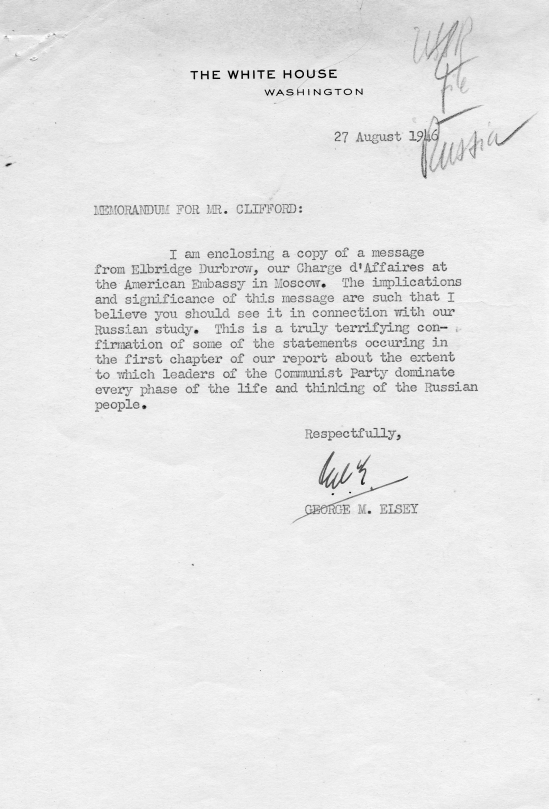 THE WHITE HOUSE
WASHINGTON
file
Russia
27 August 1946
MEMORANDUM FOR MR. CLIFFORD:
I am enclosing a copy of a message
from Elbridge Durbrow, our Charge d'Affaires at
the American Embassy in Moscow. The implications
and significance of this message are such that I
believe you should see it in connection with our
Russian study. This is a truly terrifying con-
firmation of some of the statements occuring in
the first chapter of our report about the extent
to which leaders of the Communist Party dominate
every phase of the life and thinking of the Russian
people.
Respectfully,
GEORGE M. ELSEY